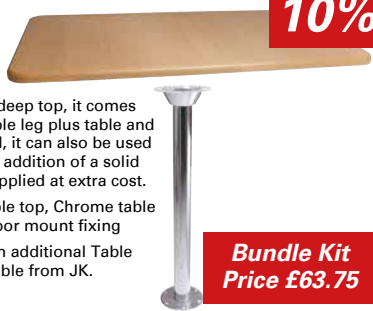 10%
deep top, it comes
ble leg plus table and
, it can also be used
addition of a solid
pplied at extra cost.
ble top, Chrome table
oor mount fixing
n additional Table
able from JK.
Bundle Kit
Price £63.75